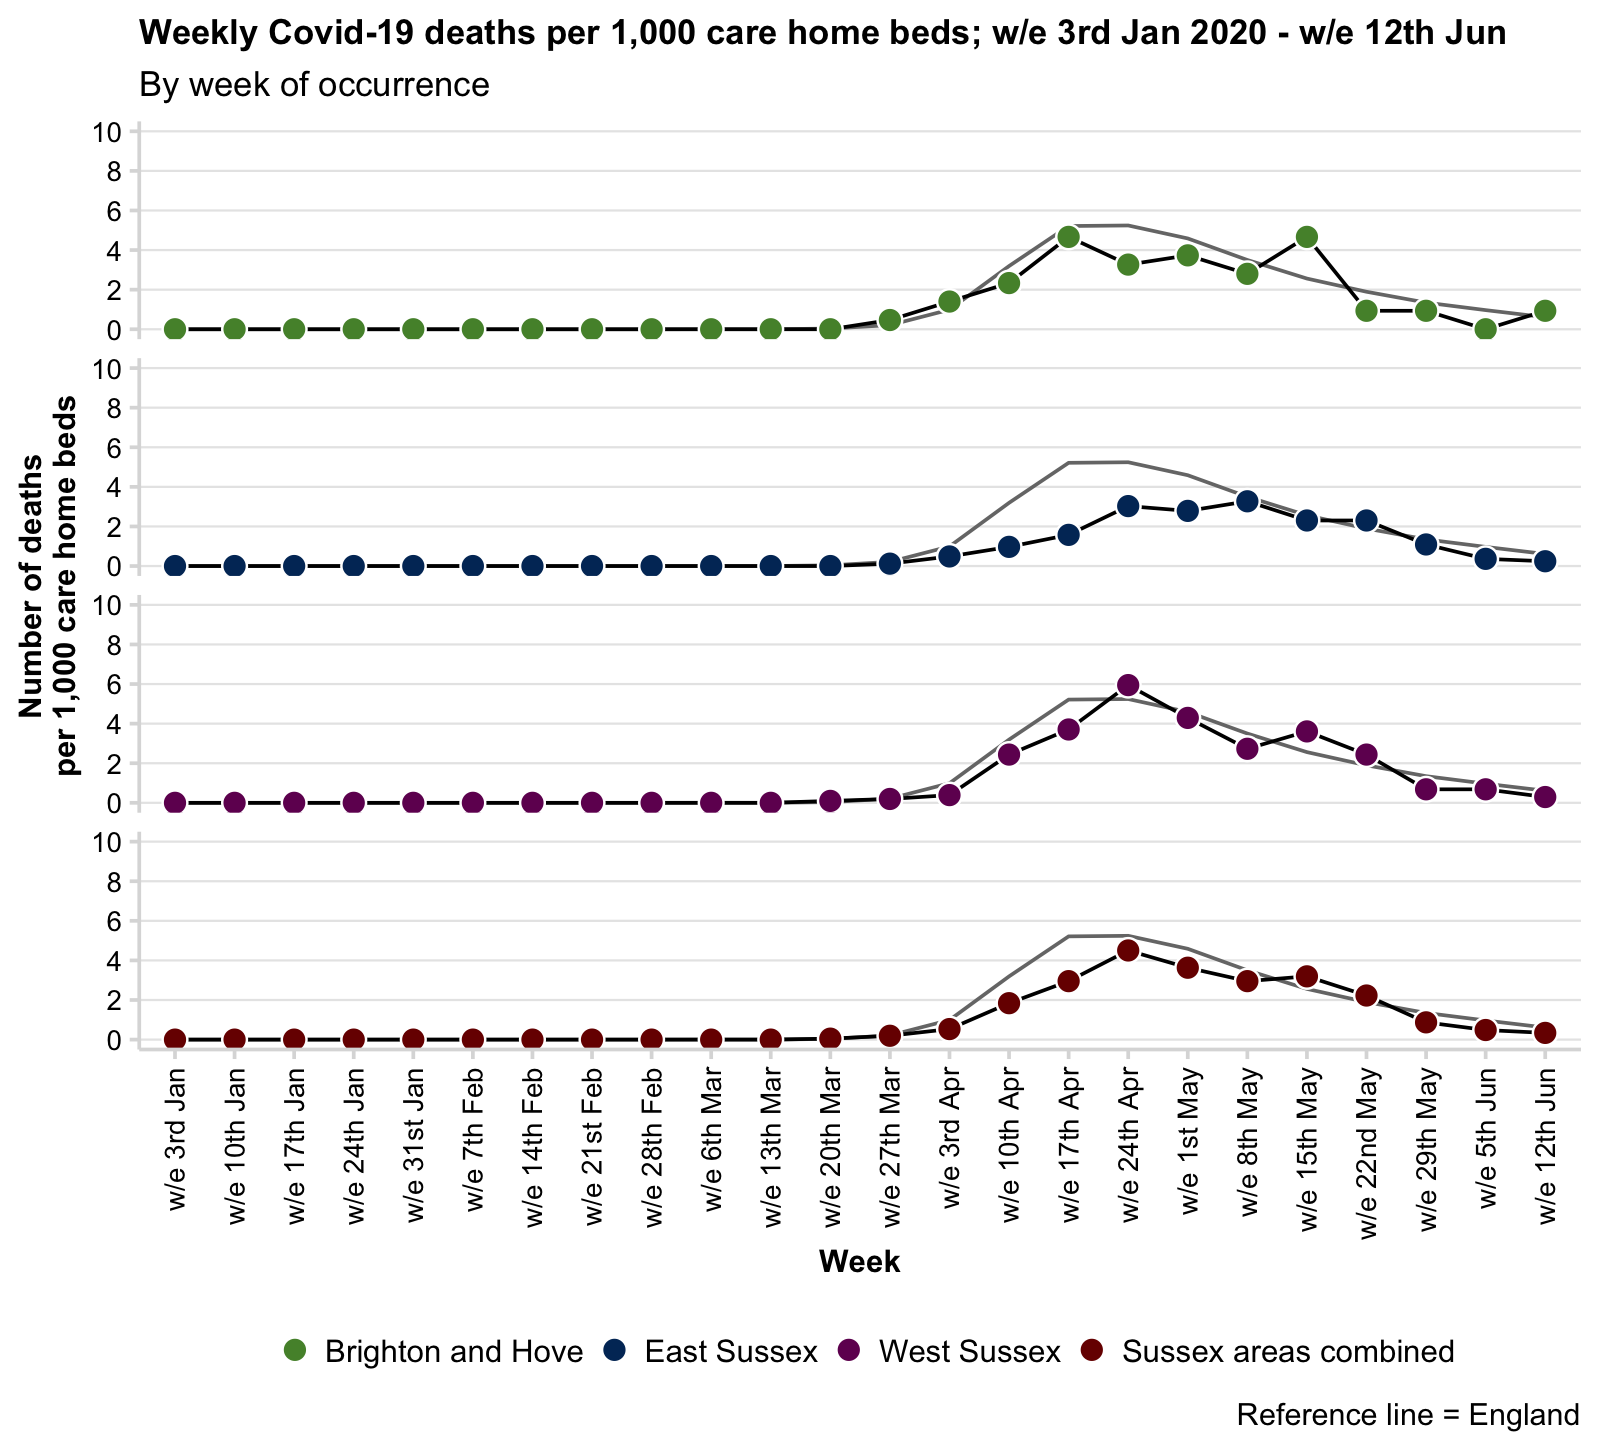 Weekly Covid-19 deaths per 1,000 care home beds; w/e 3rd Jan 2020 - w/e 12th Jun
By week of occurrence
Number of deaths
per 1,000 care home beds
10
8
6
4
2
0
10
8
6
4
2
0
10
8
6
4
2
0
10
8
6
4
2
0
w/e 3rd Jan
w/e 10th Jan
w/e 17th Jan
w/e 24th Jan
w/e 31st Jan
w/e 7th Feb
w/e 14th Feb
w/e 21st Feb
w/e 28th Feb
w/e 6th Mar
w/e 13th Mar
w/e 20th Mar
w/e 27th Mar
w/e 3rd Apr
w/e 10th Apr
w/e 17th Apr
w/e 24th Apr
w/e 1st May
w/e 8th May
w/e 15th May
w/e 22nd May
w/e 29th May
w/e 5th Jun
w/e 12th Jun
Week
Brighton and Hove
East Sussex
West Sussex
Sussex areas combined
Reference line = England